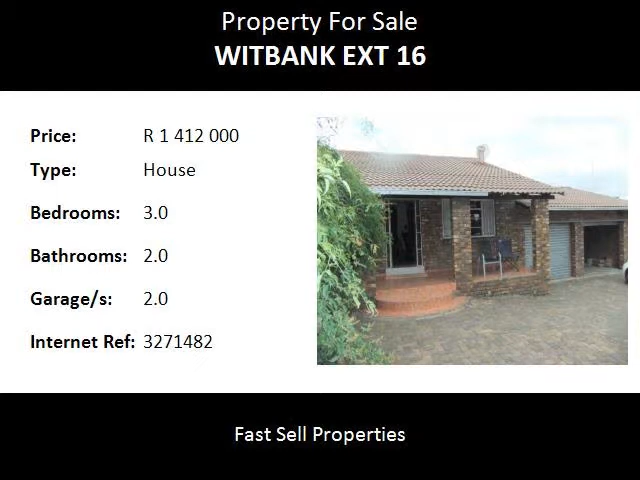 Property For Sale
WITBANK EXT 16
Price: R 1 412 000
Type: House
Bedrooms: 3.0
Bathrooms: 2.0
Garage/s: 2.0
Internet Ref: 3271482
Fast Sell Properties